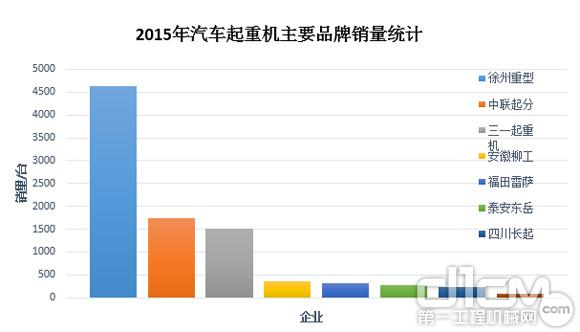 2015年汽车起重机主要品牌销量统计
5000
4500
4000
3500
3000
2500
2000
1500
1000
500
0
销量/台
企业
徐州重型
中联起分
三一起重
机
安徽柳工
福田雷萨
泰安东岳
四川长起
d1cm
.com
第一工程机械网